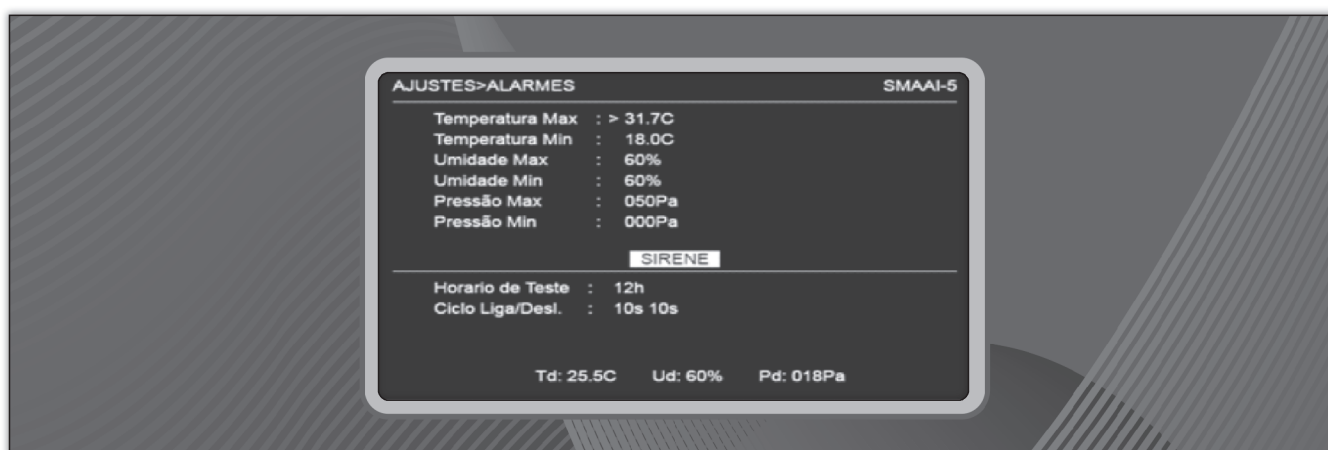 AJUSTES>ALARMES SMAAI-5
Temperatura Max : > 31.7C
Temperatura Min : 18.0C
Umidade Max : 60%
Umidade Min : 60%
Pressão Max : 050Pa
Pressão Min : 000Pa
SIRENE
Horario de Teste : 12h
Ciclo Liga/Desl. : 10s 10s
Td: 25.5C Ud: 60% Pd: 018Pa